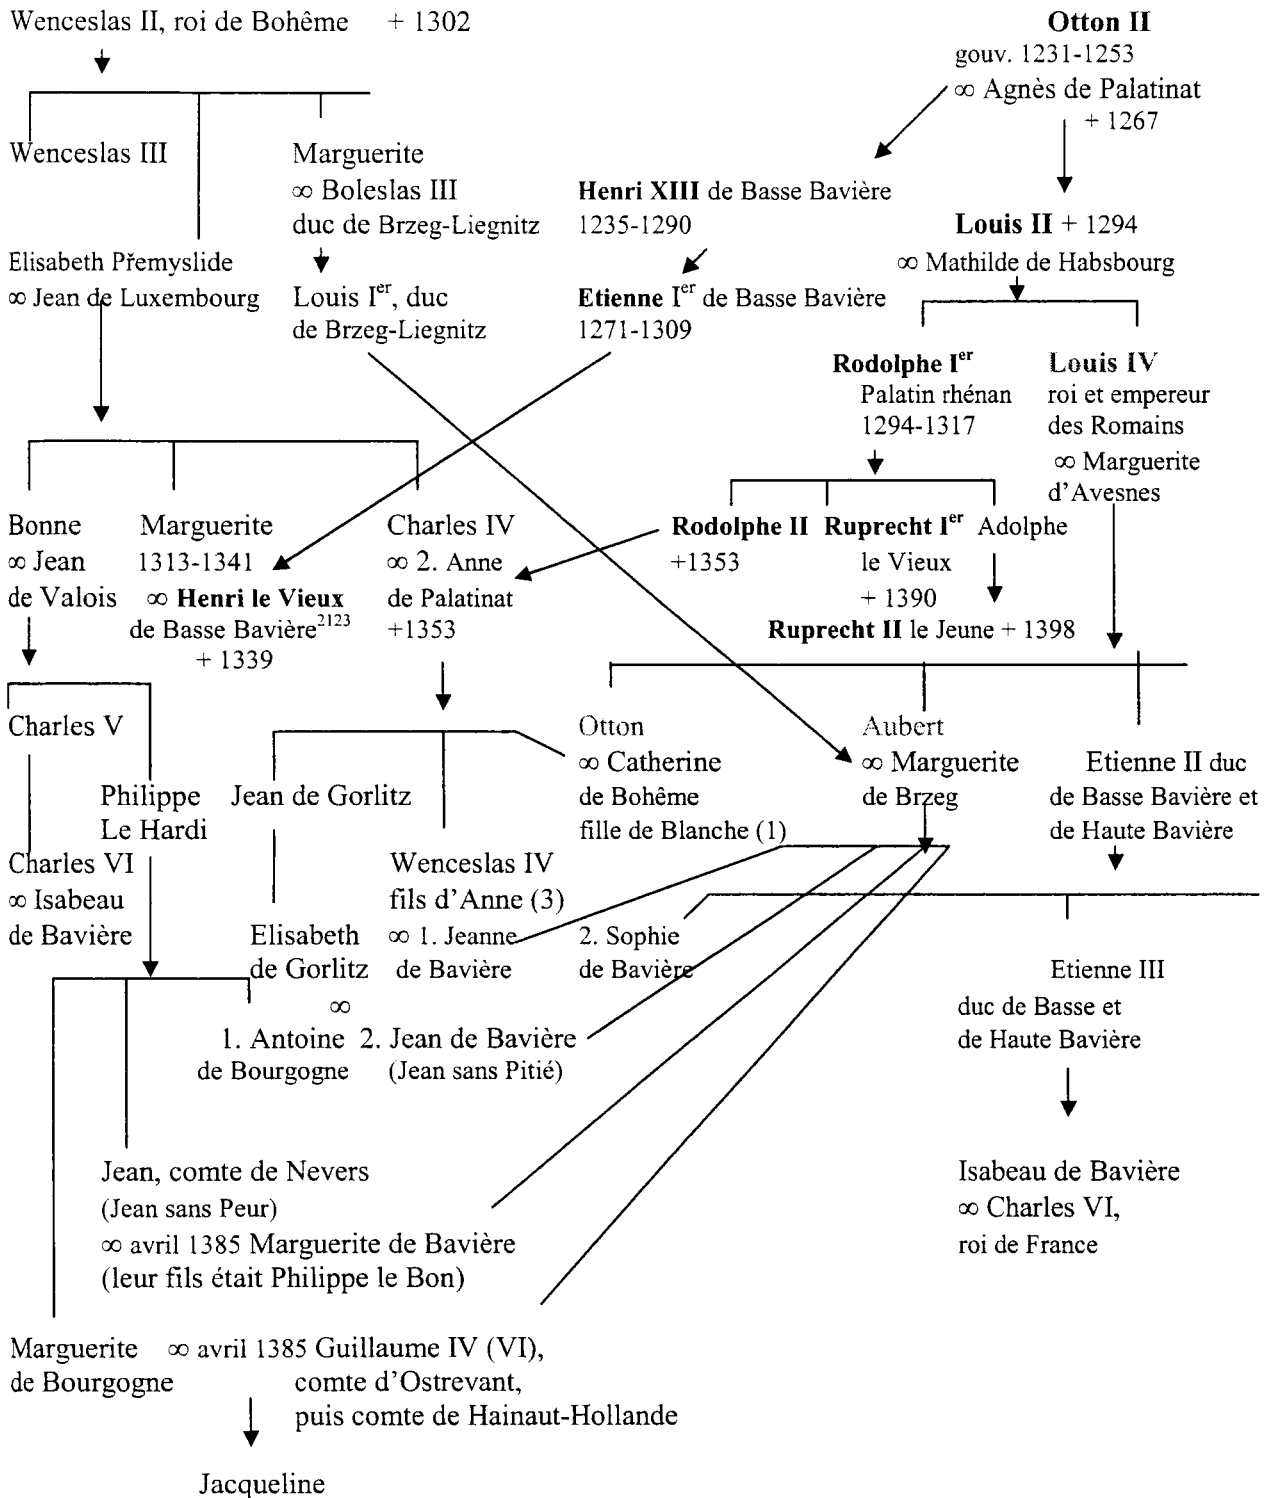 Wenceslas II, roi de Bohême + 1302
Otton II
gouv. 1231-1253
∞ Agnès de Palatinat
+ 1267
Wenceslas III
Marguerite
∞ Boleslas III
duc de Brzeg-Liegnitz
Henri XIII de Basse Bavière
1235-1290
Louis II + 1294
∞ Mathilde de Habsbourg
Elisabeth Přemyslide
∞ Jean de Luxembourg
Louis Ier, duc
de Brzeg-Liegnitz
Etienne Ier de Basse Bavière
1271-1309
Rodolphe Ier
Palatin rhénan
1294-1317
Louis IV
roi et empereur
des Romains
∞ Marguerite
d'Avesnes
Bonne
∞ Jean
de Valois
Marguerite
1313-1341
∞ Henri le Vieux
de Basse Bavière2123
+ 1339
Charles IV
∞ 2. Anne
de Palatinat
+1353
Rodolphe II
+1353
Ruprecht Ier
le Vieux
+ 1390
Adolphe
Ruprecht II le Jeune + 1398
Charles V
Philippe
Le Hardi
Jean de Gorlitz
Otton
∞ Catherine
de Bohême
fille de Blanche (1)
Aubert
∞ Marguerite
de Brzeg
Etienne II duc
de Basse Bavière et
de Haute Bavière
Charles VI
∞ Isabeau
de Bavière
Elisabeth
de Gorlitz
∞
Wenceslas IV
fils d'Anne (3)
∞ 1. Jeanne
de Bavière
2. Sophie
de Bavière
Etienne III
duc de Basse et
de Haute Bavière
1. Antoine
de Bourgogne
2. Jean de Bavière
(Jean sans Pitié)
Jean, comte de Nevers
(Jean sans Peur)
∞ avril 1385 Marguerite de Bavière
(leur fils était Philippe le Bon)
Isabeau de Bavière
∞ Charles VI,
roi de France
Marguerite ∞ avril 1385 Guillaume IV (VI),
de Bourgogne comte d'Ostrevant,
puis comte de Hainaut-Hollande
Jacqueline